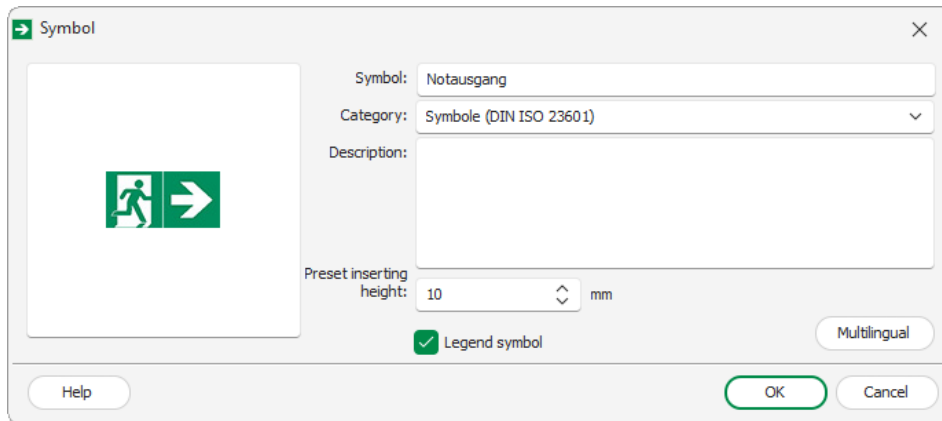 Symbol
Symbol: Notausgang
Category: Symbole (DIN ISO 23601)
Description:
Preset inserting
height: 10 mm
Legend symbol
Multilingual
Help OK Cancel